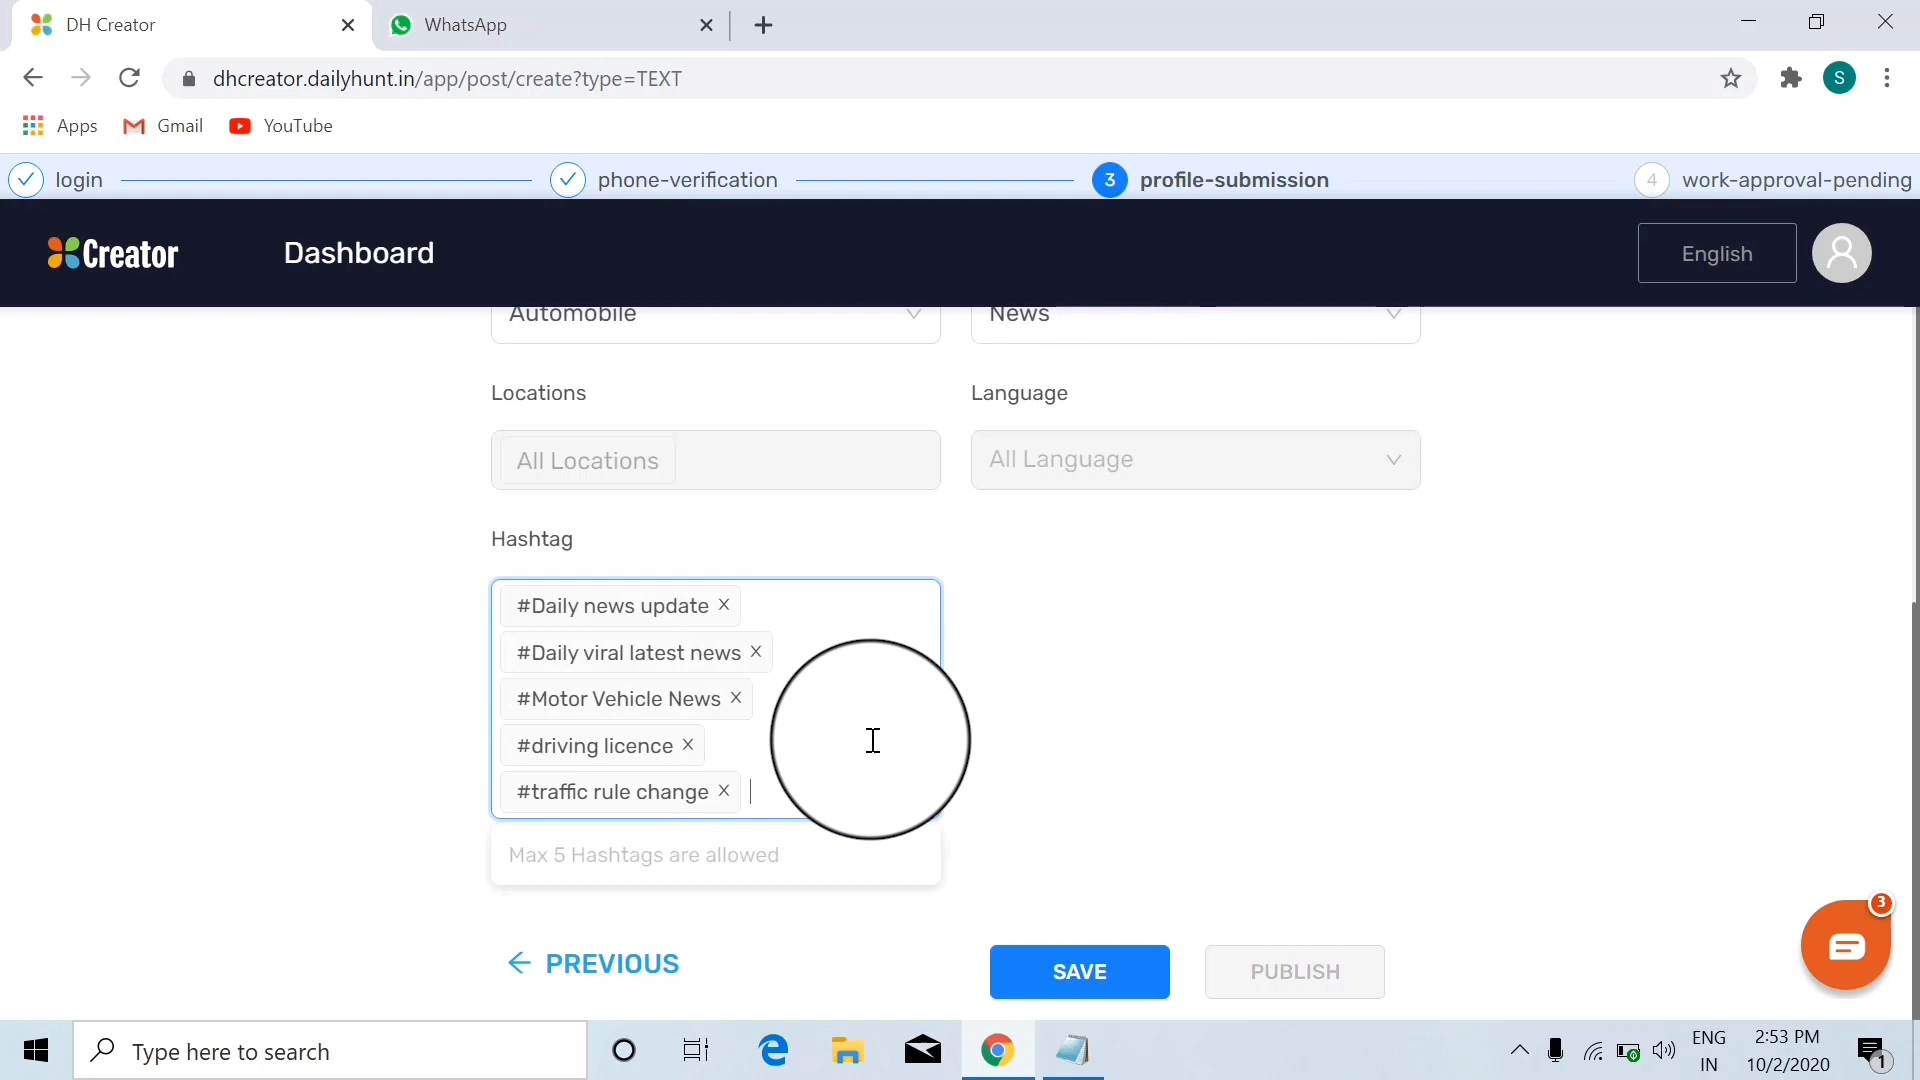 DH Creator
WhatsApp
dhcreator.dailyhunt.in/app/post/create?type=TEXT
S
Apps
Gmail
YouTube
login
phone-verification
3 profile-submission
4 work-approval-pending
Creator
Dashboard
English
Automobile
News
Locations
Language
All Locations
All Language
Hashtag
#Daily news update
#Daily viral latest news
#Motor Vehicle News
#driving licence
#traffic rule change
Max 5 Hashtags are allowed
3
PREVIOUS
SAVE
PUBLISH
Type here to search
ENG
IN
2:53 PM
10/2/2020
1